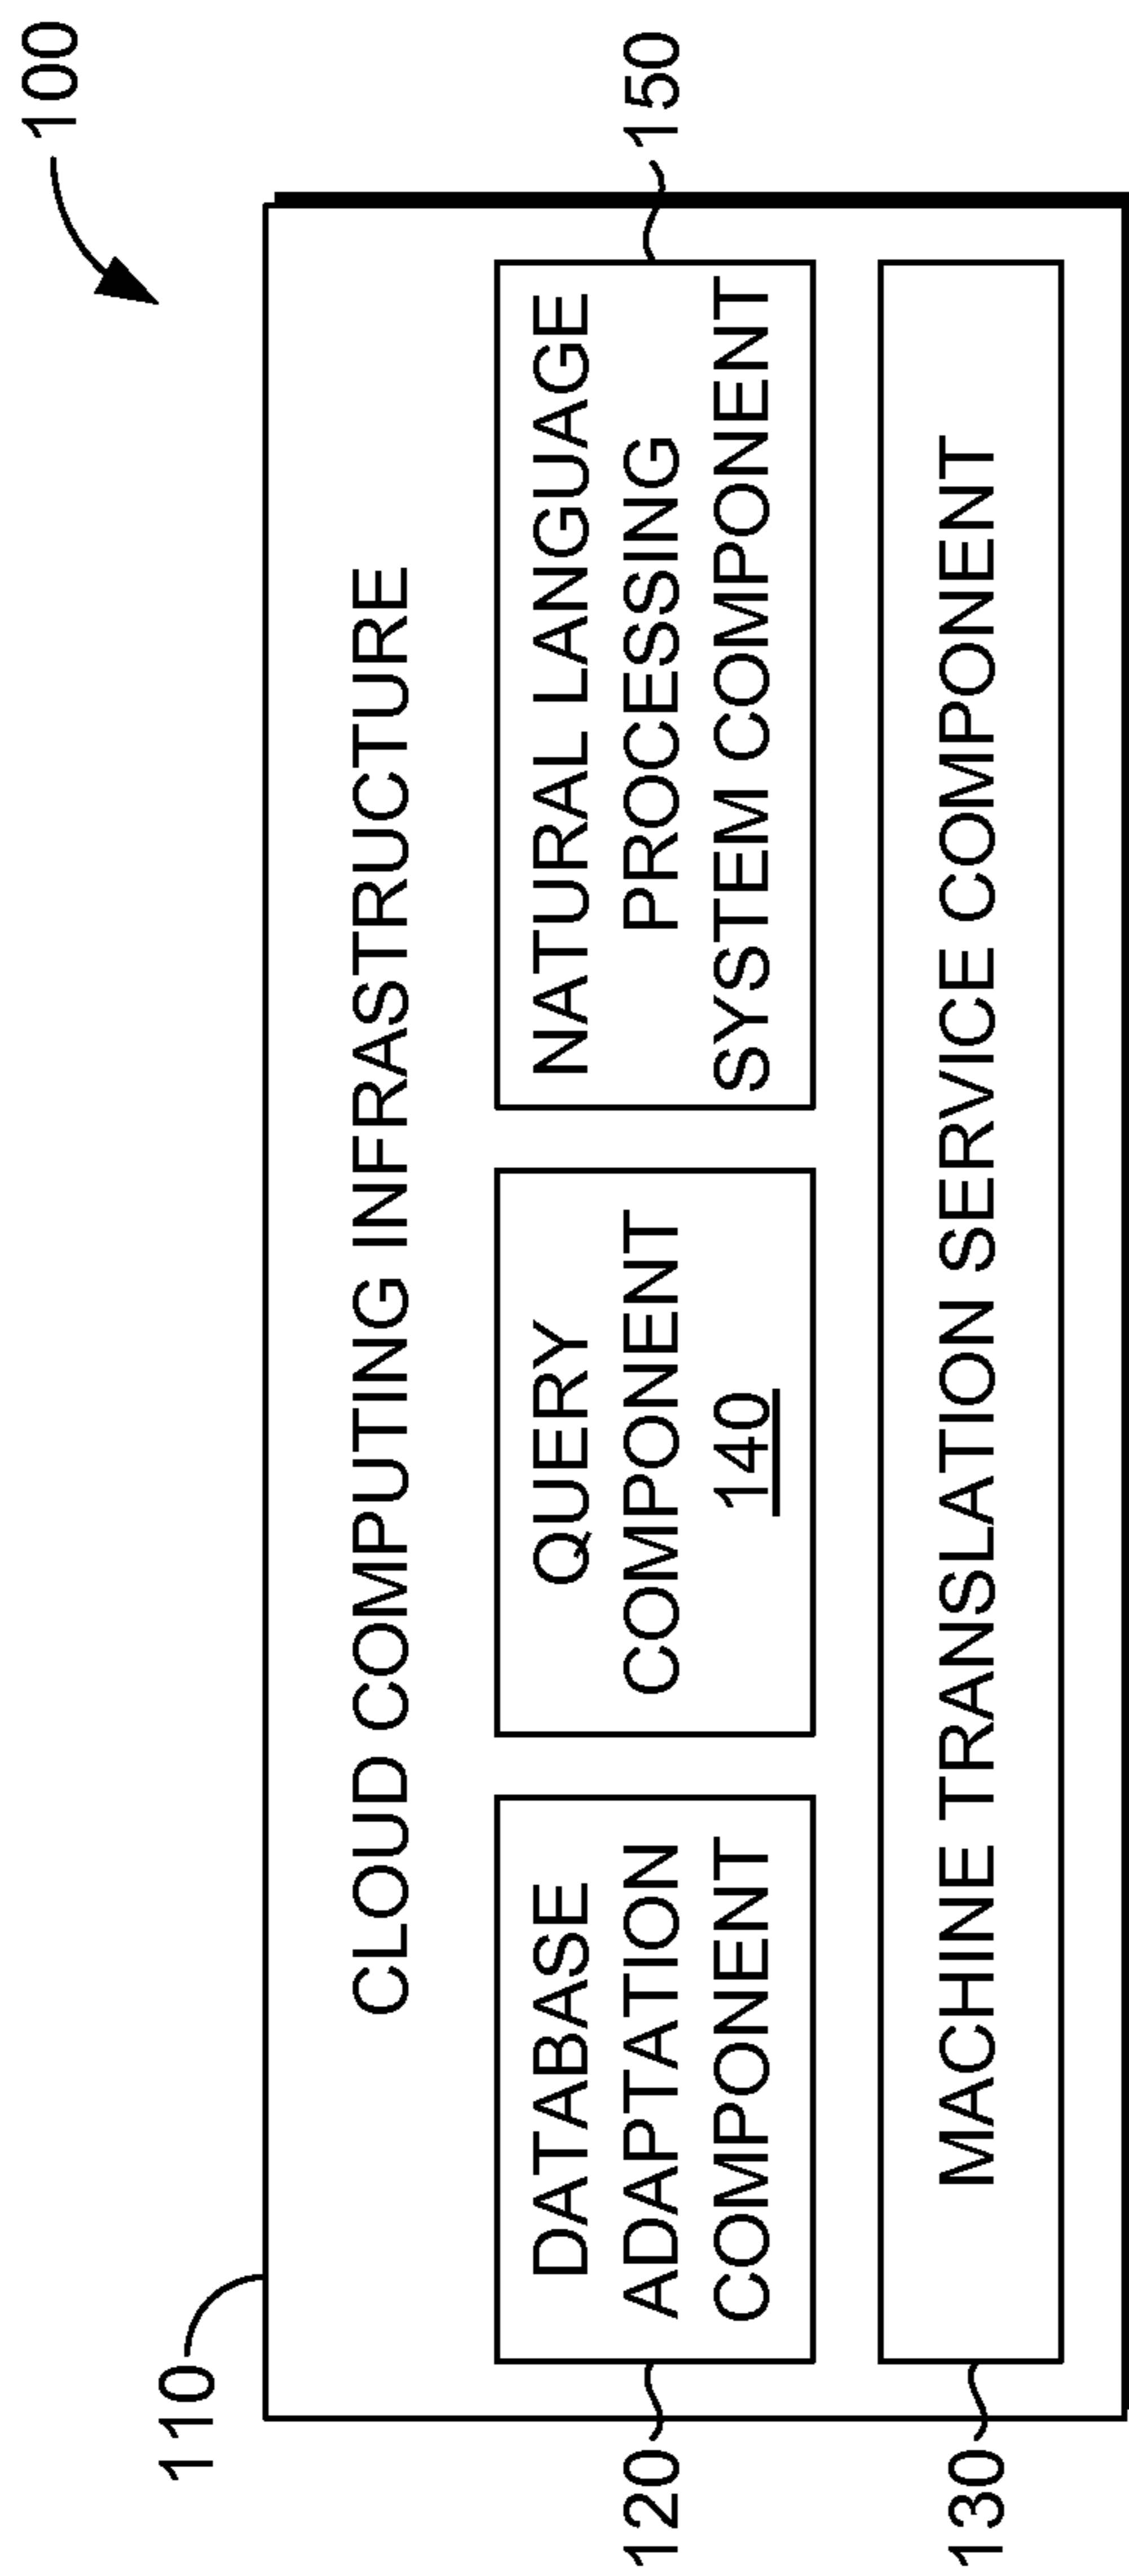 100
110
CLOUD COMPUTING INFRASTRUCTURE
120
DATABASE
ADAPTATION
COMPONENT
QUERY
COMPONENT
140
NATURAL LANGUAGE
PROCESSING
SYSTEM COMPONENT
150
130
MACHINE TRANSLATION SERVICE COMPONENT